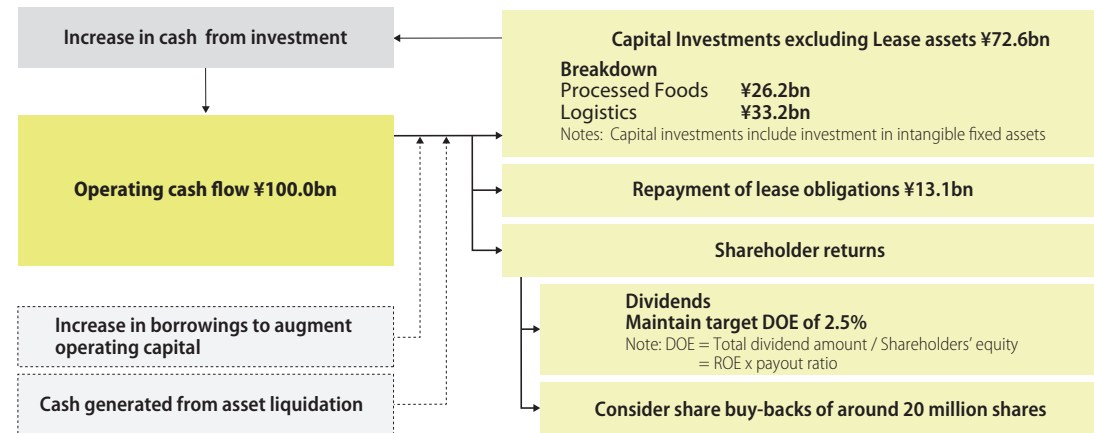 Increase in cash from investment
Operating cash flow ¥100.0bn
Increase in borrowings to augment
operating capital
Cash generated from asset liquidation
Capital Investments excluding Lease assets ¥72.6bn
Breakdown
Processed Foods ¥26.2bn
Logistics ¥33.2bn
Notes: Capital investments include investment in intangible fixed assets
Repayment of lease obligations ¥13.1bn
Shareholder returns
Dividends
Maintain target DOE of 2.5%
Note: DOE = Total dividend amount / Shareholders' equity
= ROE x payout ratio
Consider share buy-backs of around 20 million shares